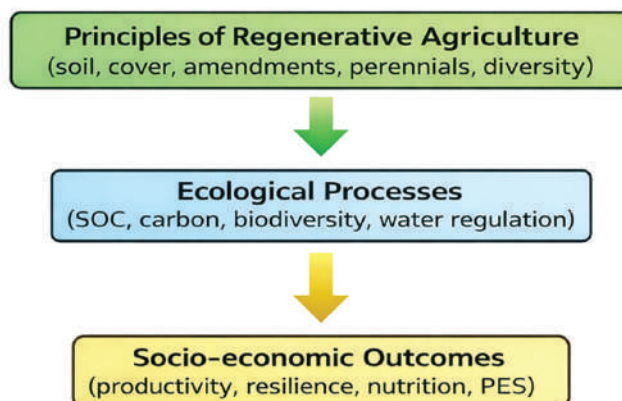 Principles of Regenerative Agriculture
(soil, cover, amendments, perennials, diversity)
Ecological Processes
(SOC, carbon, biodiversity, water regulation)
Socio-economic Outcomes
(productivity, resilience, nutrition, PES)